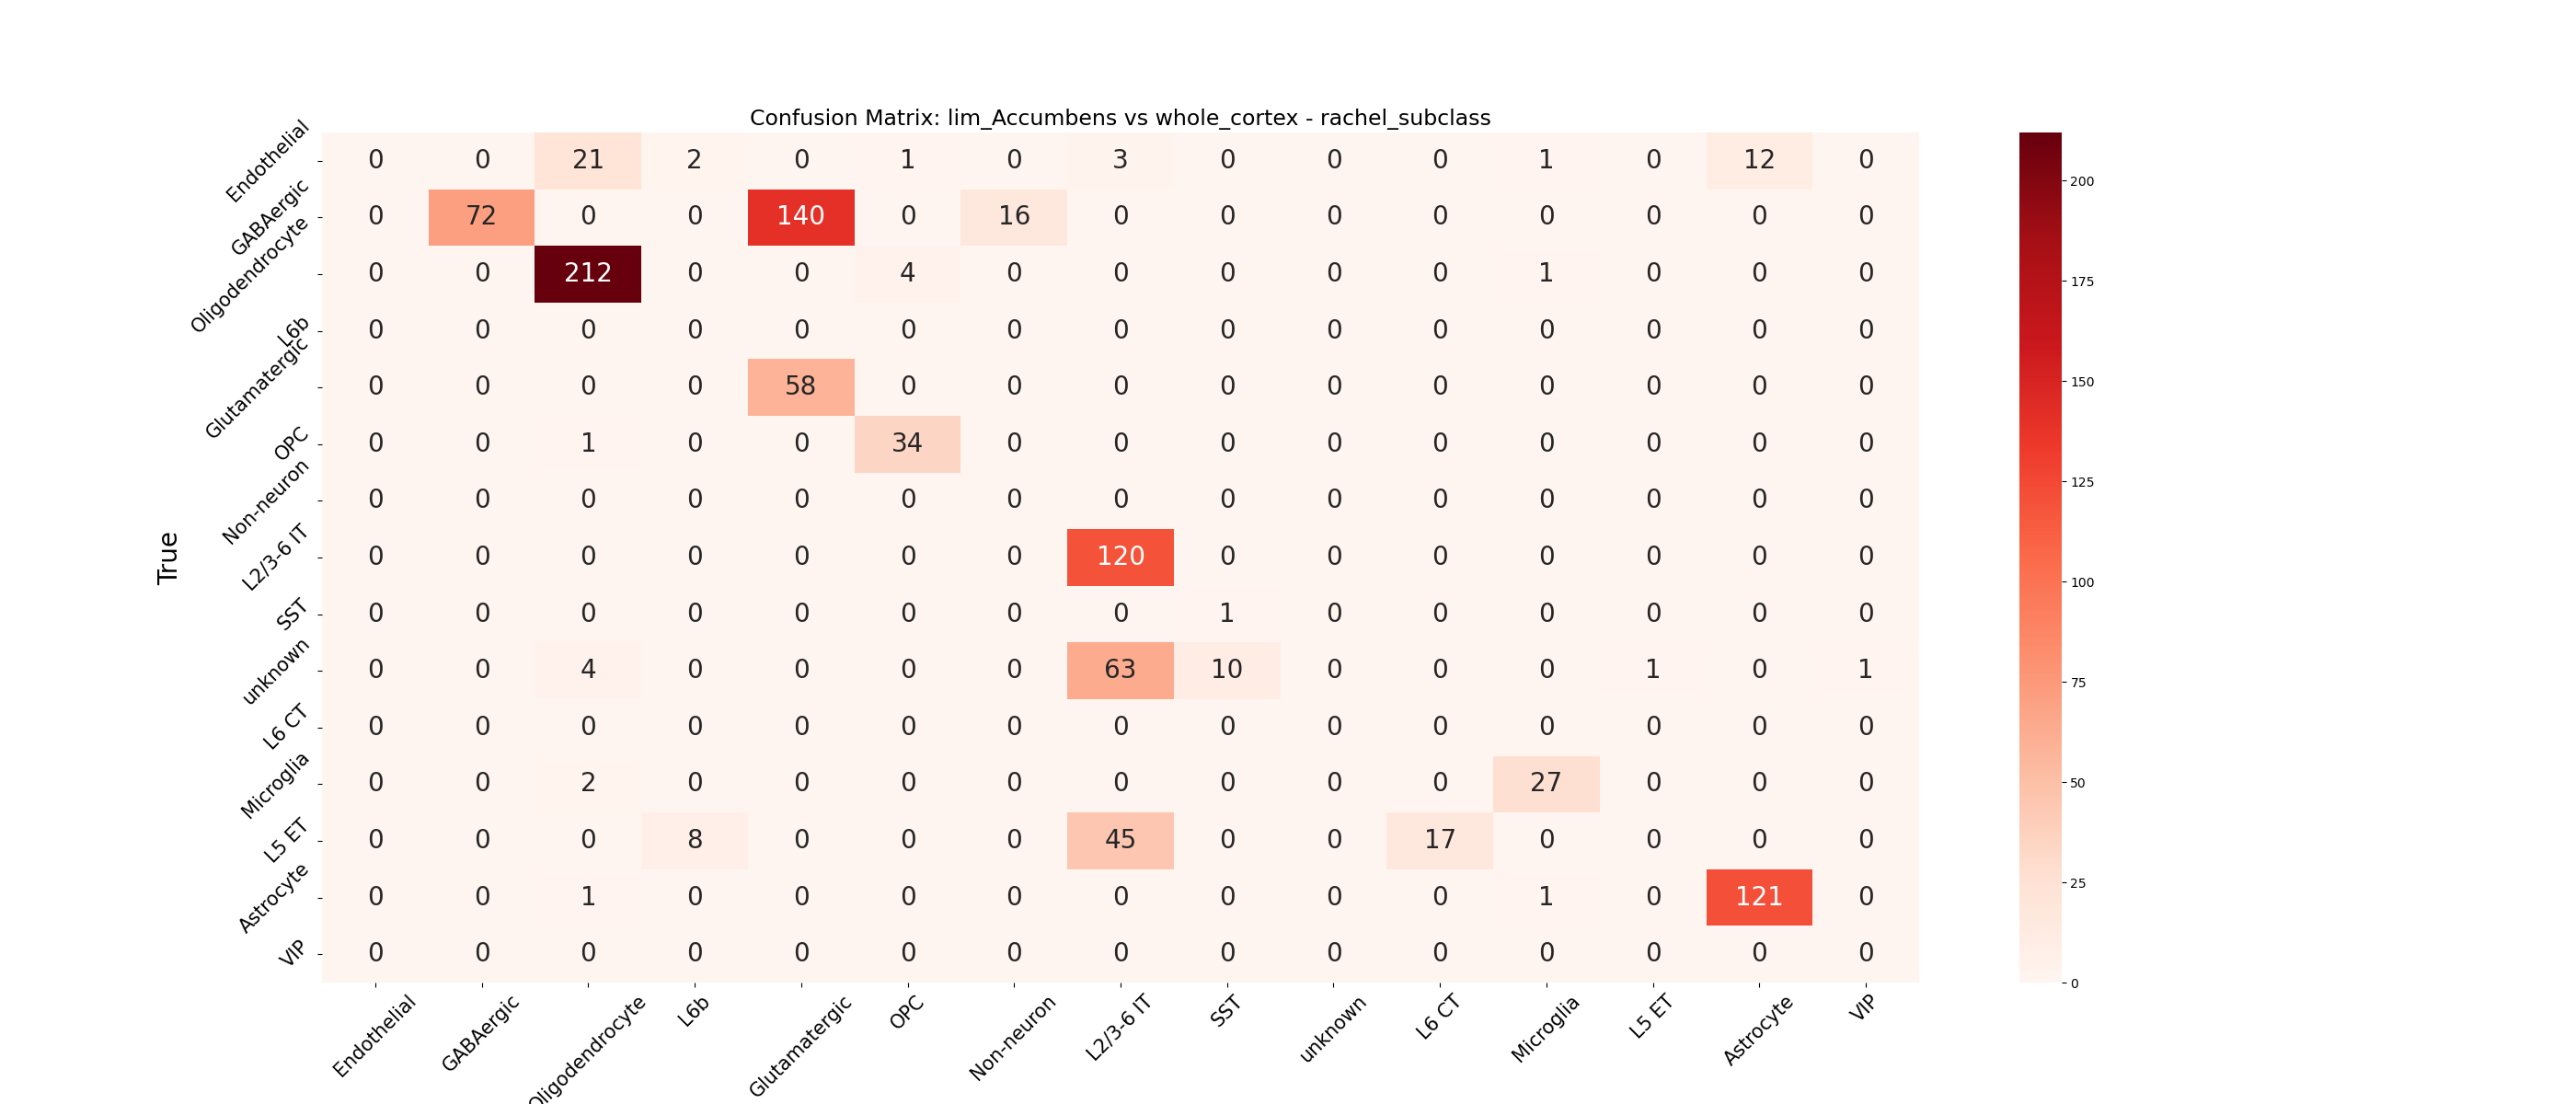 Confusion Matrix: lim_Accumbens vs whole_cortex - rachel_subclass
True
Endothelial 0 0 21 2 0 1 0 3 0 0 0 1 0 12 0
GABAergic 0 72 0 0 140 0 16 0 0 0 0 0 0 0 0
Oligodendrocyte 0 0 212 0 0 4 0 0 0 0 0 1 0 0 0
L6b 0 0 0 0 0 0 0 0 0 0 0 0 0 0 0
Glutamatergic 0 0 0 0 58 0 0 0 0 0 0 0 0 0 0
OPC 0 0 1 0 0 34 0 0 0 0 0 0 0 0 0
Non-neuron 0 0 0 0 0 0 0 0 0 0 0 0 0 0 0
L2/3-6 IT 0 0 0 0 0 0 0 120 0 0 0 0 0 0 0
SST 0 0 0 0 0 0 0 0 1 0 0 0 0 0 0
unknown 0 0 4 0 0 0 0 63 10 0 0 0 1 0 1
L6 CT 0 0 0 0 0 0 0 0 0 0 0 0 0 0 0
Microglia 0 0 2 0 0 0 0 0 0 0 0 27 0 0 0
L5 ET 0 0 0 8 0 0 0 45 0 0 17 0 0 0 0
Astrocyte 0 0 1 0 0 0 0 0 0 0 0 1 0 121 0
VIP 0 0 0 0 0 0 0 0 0 0 0 0 0 0 0
Endothelial GABAergic Oligodendrocyte L6b Glutamatergic OPC Non-neuron L2/3-6 IT SST unknown L6 CT Microglia L5 ET Astrocyte VIP
200
175
150
125
100
75
50
25
0